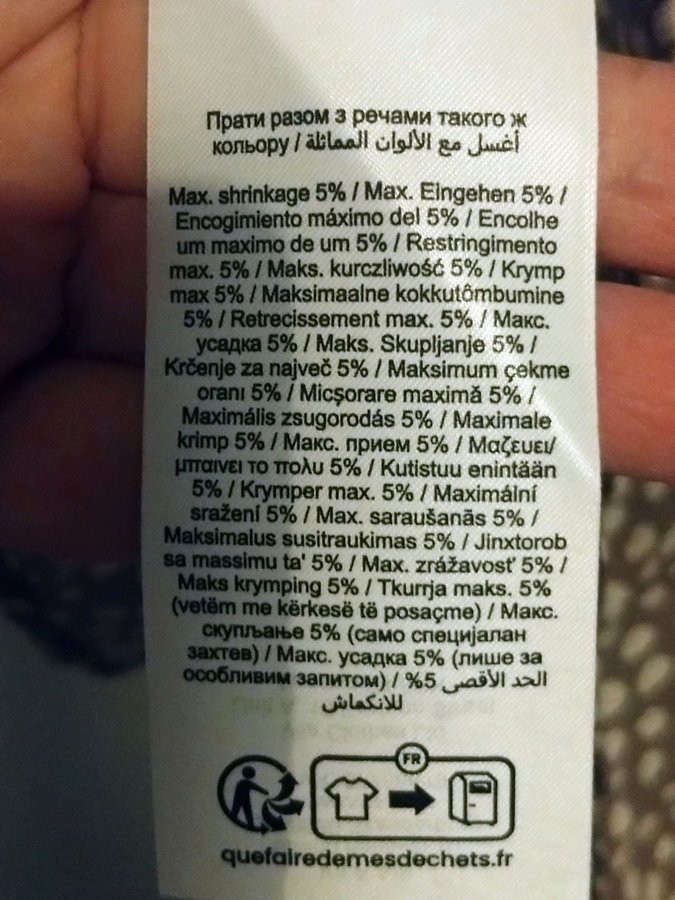 Прати разом з речами такого ж
кольору / أغسل مع الألوان المماثلة
Max. shrinkage 5% / Max. Eingehen 5% /
Encogimiento máximo del 5% / Encolhe
um maximo de um 5% / Restringimento
max. 5% / Maks. kurczliwość 5% / Krymp
max 5% / Maksimaalne kokkutõmbumine
5% / Retrecissement max. 5% / Макс.
усадка 5% / Maks. Skupljanje 5% /
Krčenje za največ 5% / Maksimum çekme
oranı 5% / Micşorare maximă 5% /
Maximális zsugorodás 5% / Maximale
krimp 5% / Макс. прием 5% / Μαζευει/
μπαινει το πολυ 5% / Kutistuu enintään
5% / Krymper max. 5% / Maximální
sražení 5% / Max. saraušanās 5% /
Maksimalus susitraukimas 5% / Jinxtorob
sa massimu ta' 5% / Max. zrážavosť 5% /
Maks krymping 5% / Tkurrja maks. 5%
(vetëm me kërkesë të posaçme) / Макс.
скупљање 5% (само специјалан
захтев) / Макс. усадка 5% (лише за
особливим запитом) / الحد الأقصى 5%
للانكماش
FR
quefairedemesdechets.fr